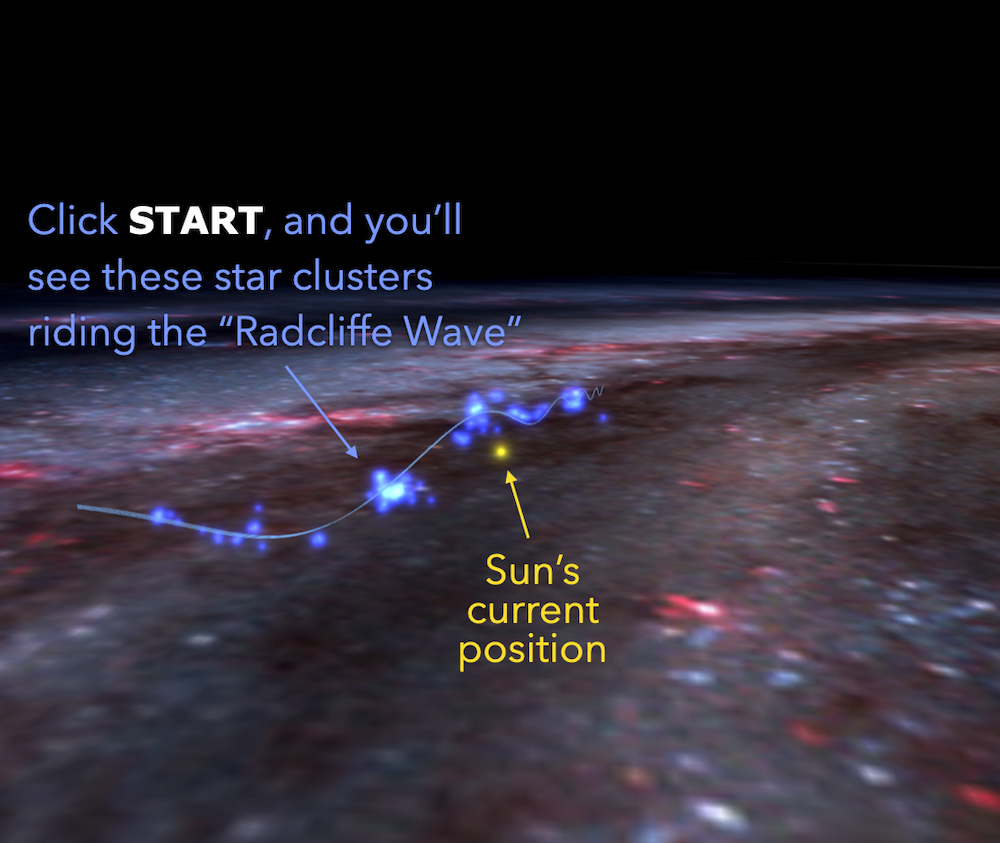 Click START, and you’ll
see these star clusters
riding the “Radcliffe Wave”
Sun’s
current
position